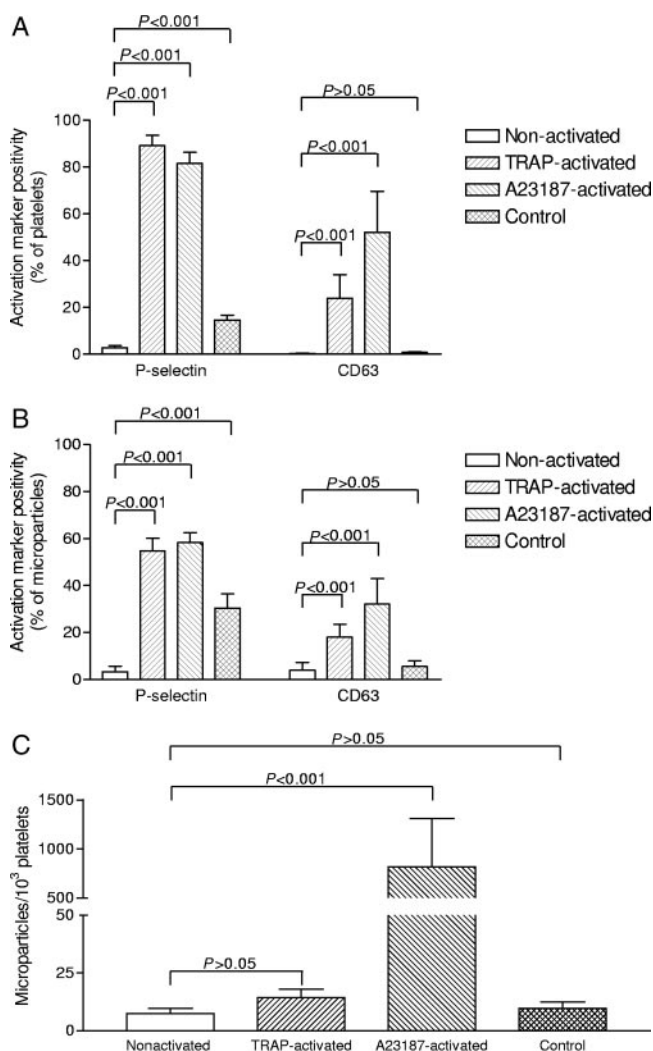 A
P<0.001
P<0.001
P<0.001
P>0.05
P<0.001
P<0.001
Activation marker positivity
(% of platelets)
100
80
60
40
20
0
P-selectin
CD63
Non-activated
TRAP-activated
A23187-activated
Control
B
P<0.001
P<0.001
P<0.001
P>0.05
P<0.001
P<0.001
Activation marker positivity
(% of microparticles)
100
80
60
40
20
0
P-selectin
CD63
Non-activated
TRAP-activated
A23187-activated
Control
C
P>0.05
P<0.001
P>0.05
Microparticles/10³ platelets
1500
1000
500
50
25
0
Nonactivated
TRAP-activated
A23187-activated
Control